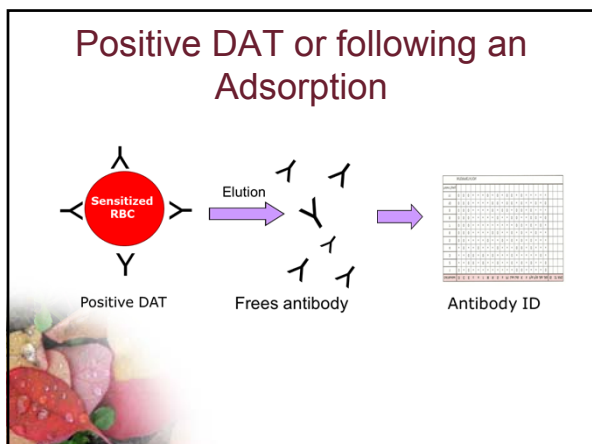 Positive DAT or following an
Adsorption
Elution
Sensitized
RBC
Positive DAT
Frees antibody
Antibody ID